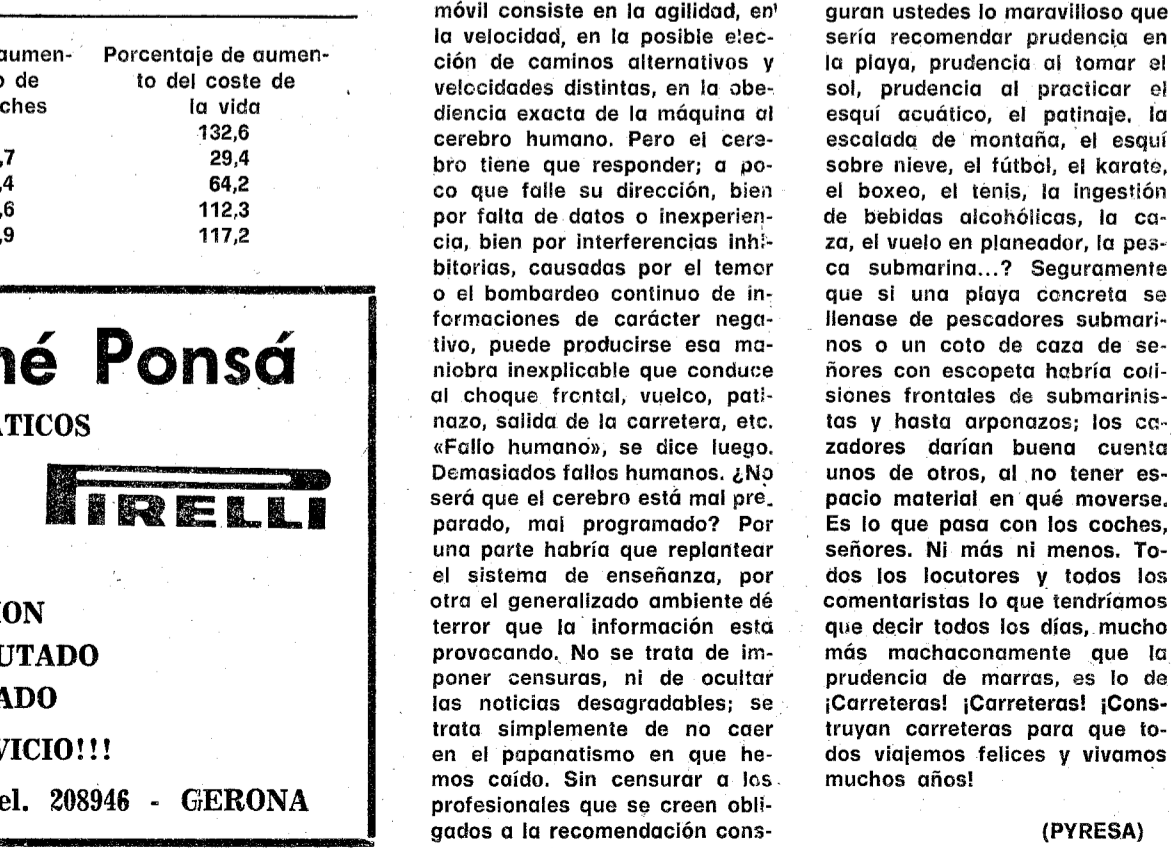 aumen-
o de
ches
,7
,4
,6
,9
Porcentaje de aumen-
to del coste de
la vida
132,6
29,4
64,2
112,3
117,2
né Ponsá
ÁTICOS
PIRELLI
ION
UTADO
ADO
VICIO!!!
el. 208946 - GERONA
móvil consiste en la agilidad, en
la velocidad, en la posible elec-
ción de caminos alternativos y
velocidades distintas, en la obe-
diencia exacta de la máquina al
cerebro humano. Pero el cere-
bro tiene que responder; a po-
co que falle su dirección, bien
por falta de datos o inexperien-
cia, bien por interferencias inhi-
bitorias, causadas por el temor
o el bombardeo continuo de in-
formaciones de carácter nega-
tivo, puede producirse esa ma-
niobra inexplicable que conduce
al choque frontal, vuelco, pati-
nazo, salida de la carretera, etc.
«Fallo humano», se dice luego.
Demasiados fallos humanos. ¿No
será que el cerebro está mal pre-
parado, mal programado? Por
una parte habría que replantear
el sistema de enseñanza, por
otra el generalizado ambiente dé
terror que la información está
provocando. No se trata de im-
poner censuras, ni de ocultar
las noticias desagradables; se
trata simplemente de no caer
en el papanatismo en que he-
mos caído. Sin censurar a los
profesionales que se creen obli-
gados a la recomendación cons-
guran ustedes lo maravilloso que
sería recomendar prudencia en
la playa, prudencia al tomar el
sol, prudencia al practicar el
esquí acuático, el patinaje, la
escalada de montaña, el esquí
sobre nieve, el fútbol, el karate,
el boxeo, el tenis, la ingestión
de bebidas alcohólicas, la ca-
za, el vuelo en planeador, la pes-
ca submarina...? Seguramente
que si una playa concreta se
llenase de pescadores submari-
nos o un coto de caza de se-
ñores con escopeta habría coli-
siones frontales de submarinis-
tas y hasta arponazos; los ca-
zadores darían buena cuenta
unos de otros, al no tener es-
pacio material en qué moverse.
Es lo que pasa con los coches,
señores. Ni más ni menos. To-
dos los locutores y todos los
comentaristas lo que tendríamos
que decir todos los días, mucho
más machaconamente que la
prudencia de marras, es lo de
¡Carreteras! ¡Carreteras! ¡Cons-
truyan carreteras para que to-
dos viajemos felices y vivamos
muchos años!
(PYRESA)